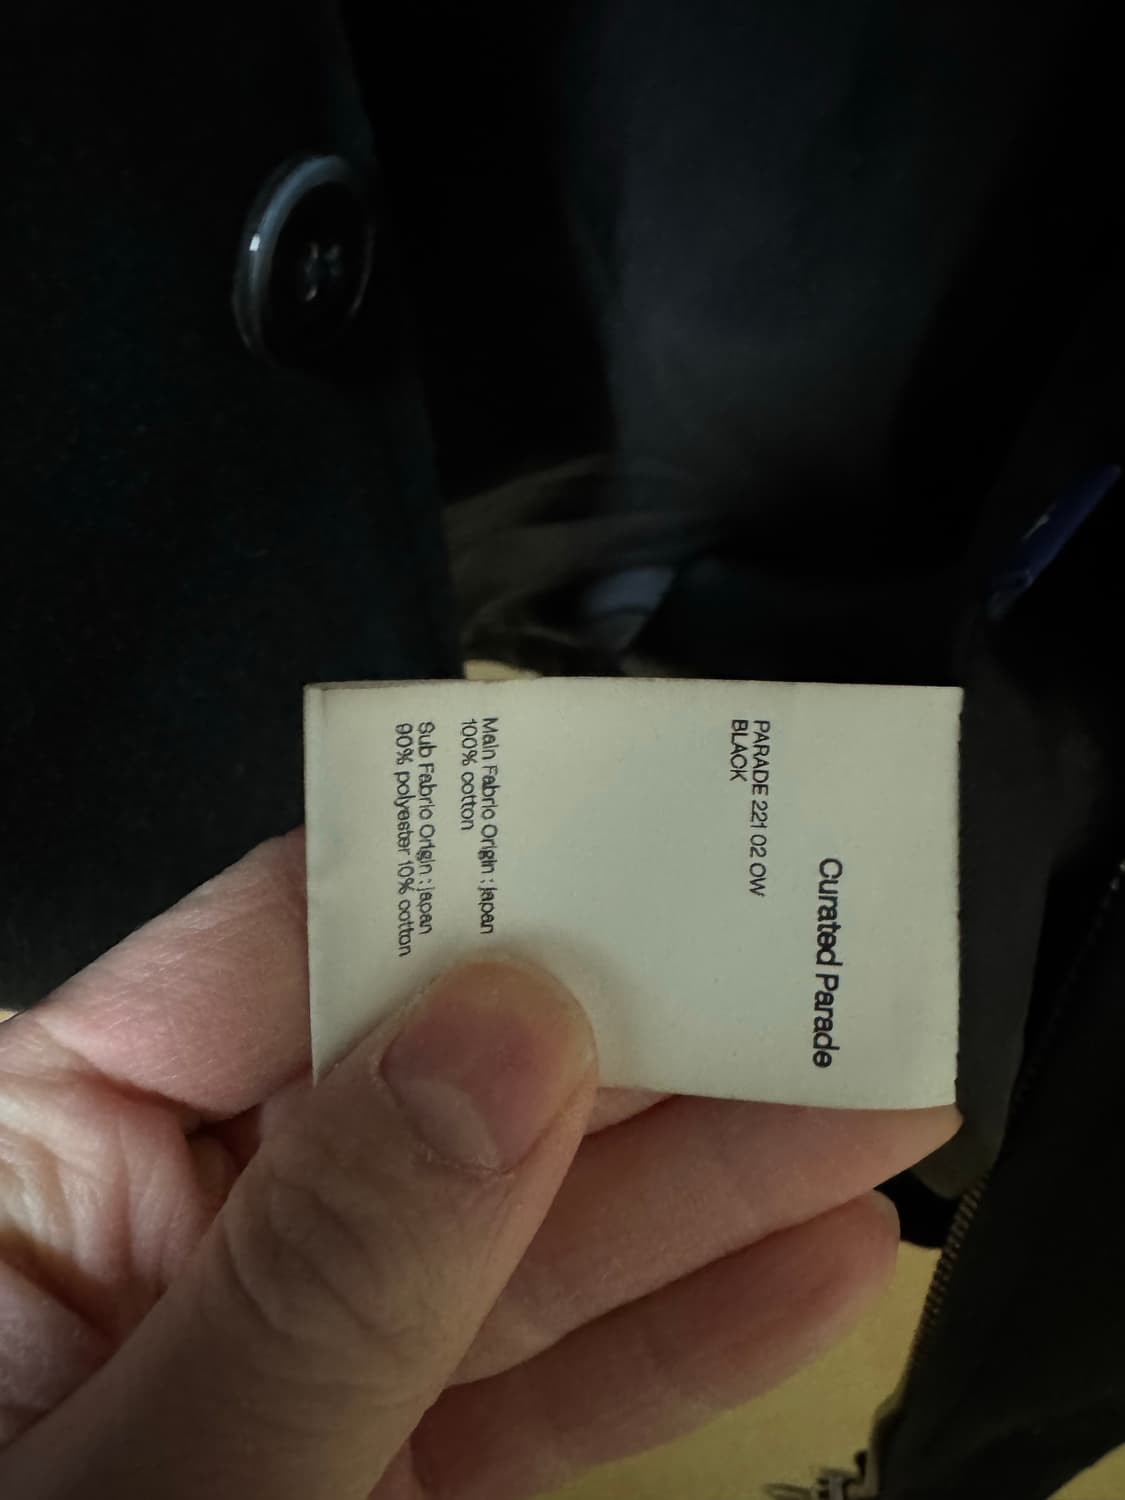 Curated Parade
PARADE 221 02 OW
BLACK
Main Fabric Origin : japan
100% cotton
Sub Fabric Origin : japan
90% polyester 10% cotton